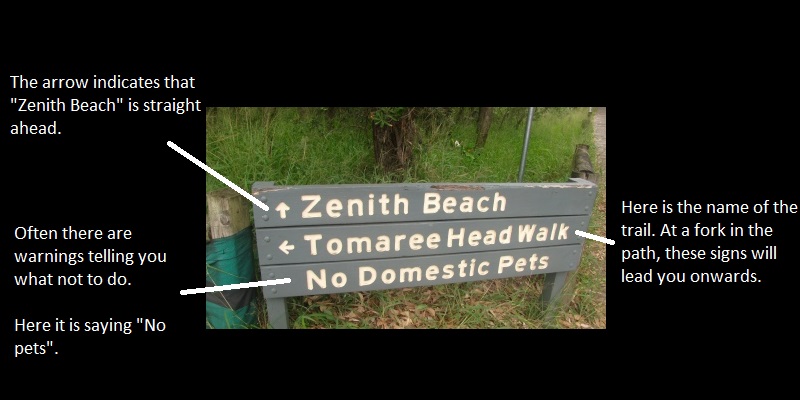 The arrow indicates that
"Zenith Beach" is straight
ahead.
↑ Zenith Beach
← Tomaree Head Walk
No Domestic Pets
Often there are
warnings telling you
what not to do.
Here it is saying "No
pets".
Here is the name of the
trail. At a fork in the
path, these signs will
lead you onwards.